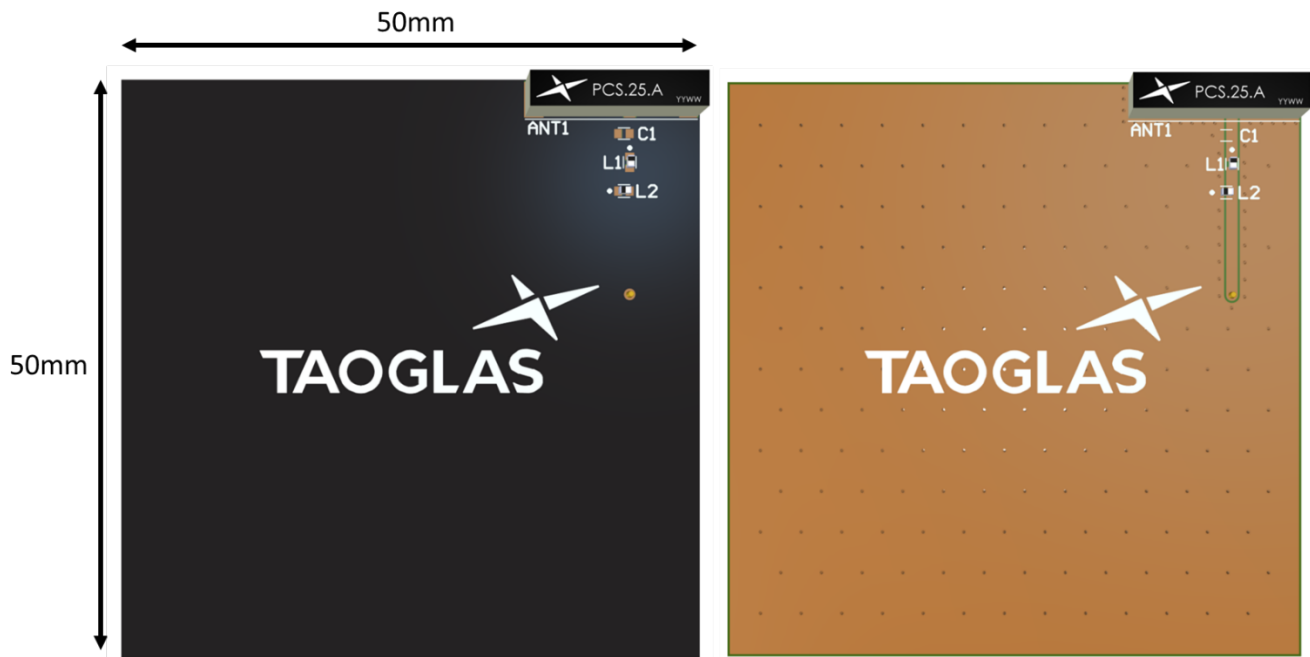 50mm
50mm
PCS.25.A
YYWW
ANT1
C1
L1
L2
TAOGLAS
PCS.25.A
YYWW
ANT1
C1
L1
L2
TAOGLAS